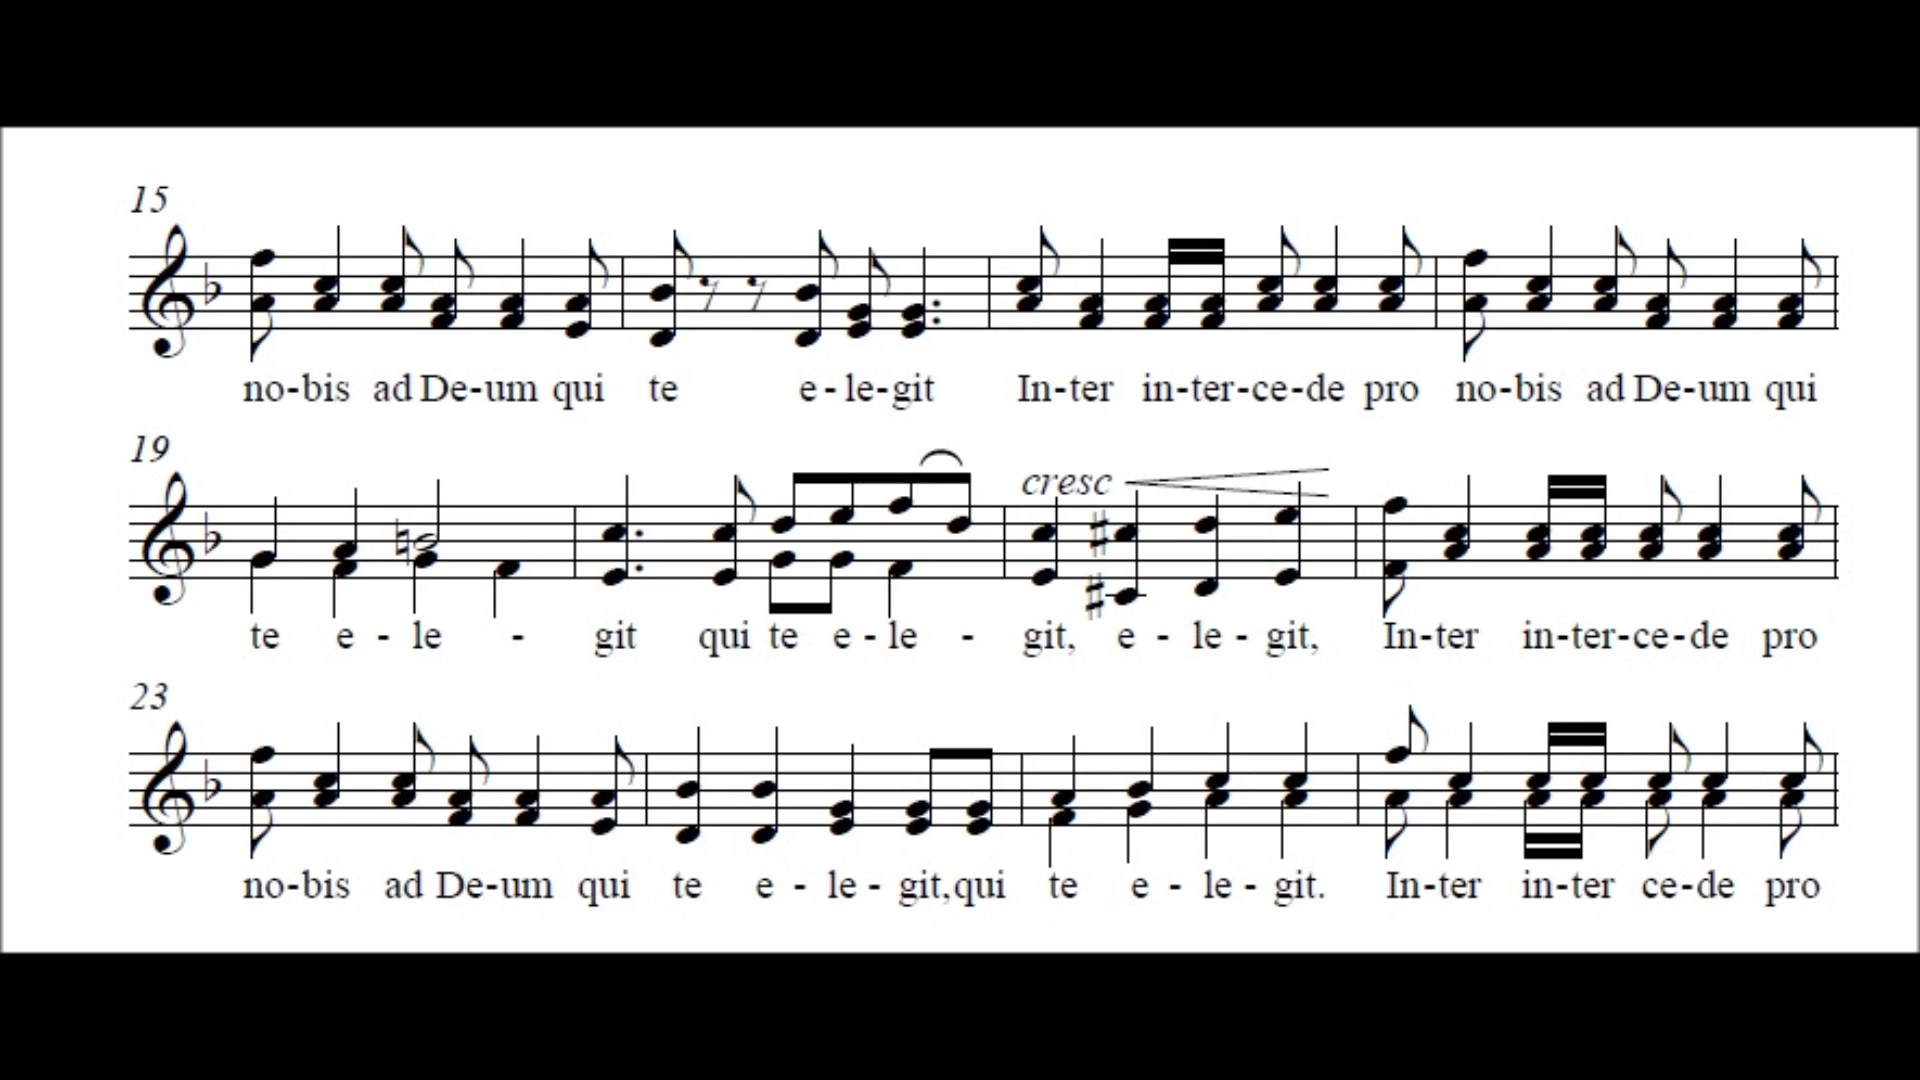 15
no-bis ad De-um qui te e-le-git In-ter in-ter-ce-de pro no-bis ad De-um qui
19
cresc
te e - le - git qui te e-le - git, e - le - git, In-ter in-ter-ce-de pro
23
no-bis ad De-um qui te e - le - git, qui te e - le - git. In-ter in-ter ce-de pro